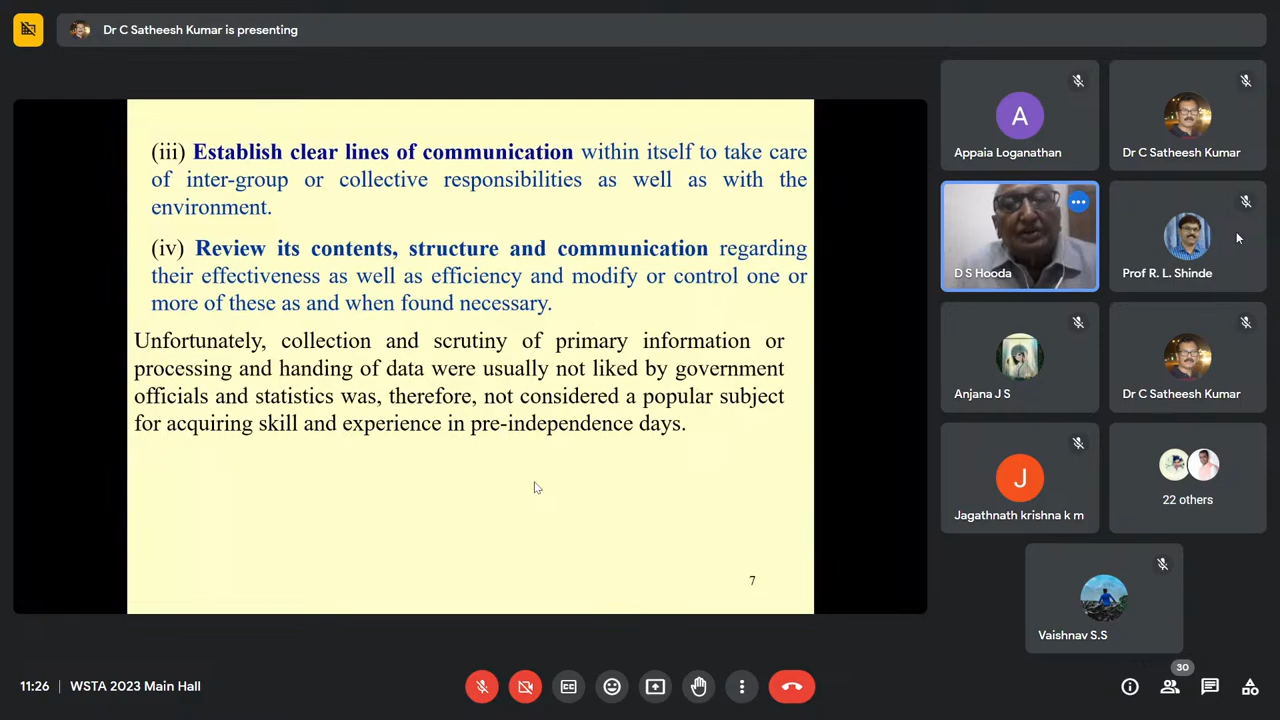 Dr C Satheesh Kumar is presenting
(iii) Establish clear lines of communication within itself to take care
of inter-group or collective responsibilities as well as with the
environment.
(iv) Review its contents, structure and communication regarding
their effectiveness as well as efficiency and modify or control one or
more of these as and when found necessary.
Unfortunately, collection and scrutiny of primary information or
processing and handing of data were usually not liked by government
officials and statistics was, therefore, not considered a popular subject
for acquiring skill and experience in pre-independence days.
7
A
Appaia Loganathan
Dr C Satheesh Kumar
D S Hooda
Prof R. L. Shinde
Anjana J S
Dr C Satheesh Kumar
J
Jagathnath krishna k m
22 others
Vaishnav S.S
11:26 | WSTA 2023 Main Hall
30